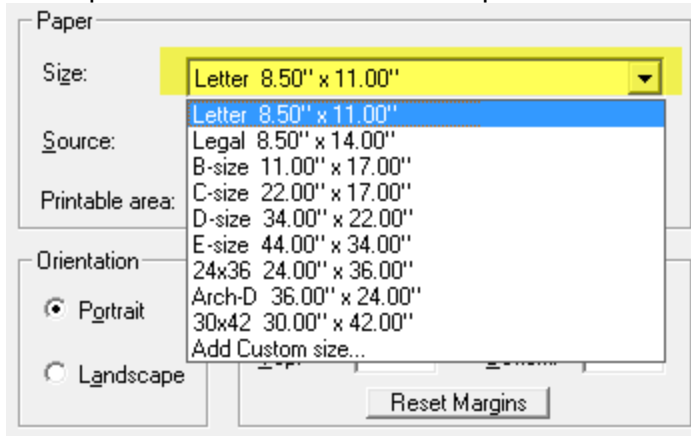 Paper
Size: Letter 8.50" x 11.00"
Letter 8.50" x 11.00"
Legal 8.50" x 14.00"
B-size 11.00" x 17.00"
C-size 22.00" x 17.00"
D-size 34.00" x 22.00"
E-size 44.00" x 34.00"
24x36 24.00" x 36.00"
Arch-D 36.00" x 24.00"
30x42 30.00" x 42.00"
Add Custom size...
Source:
Printable area:
Orientation
Portrait
Landscape
Reset Margins